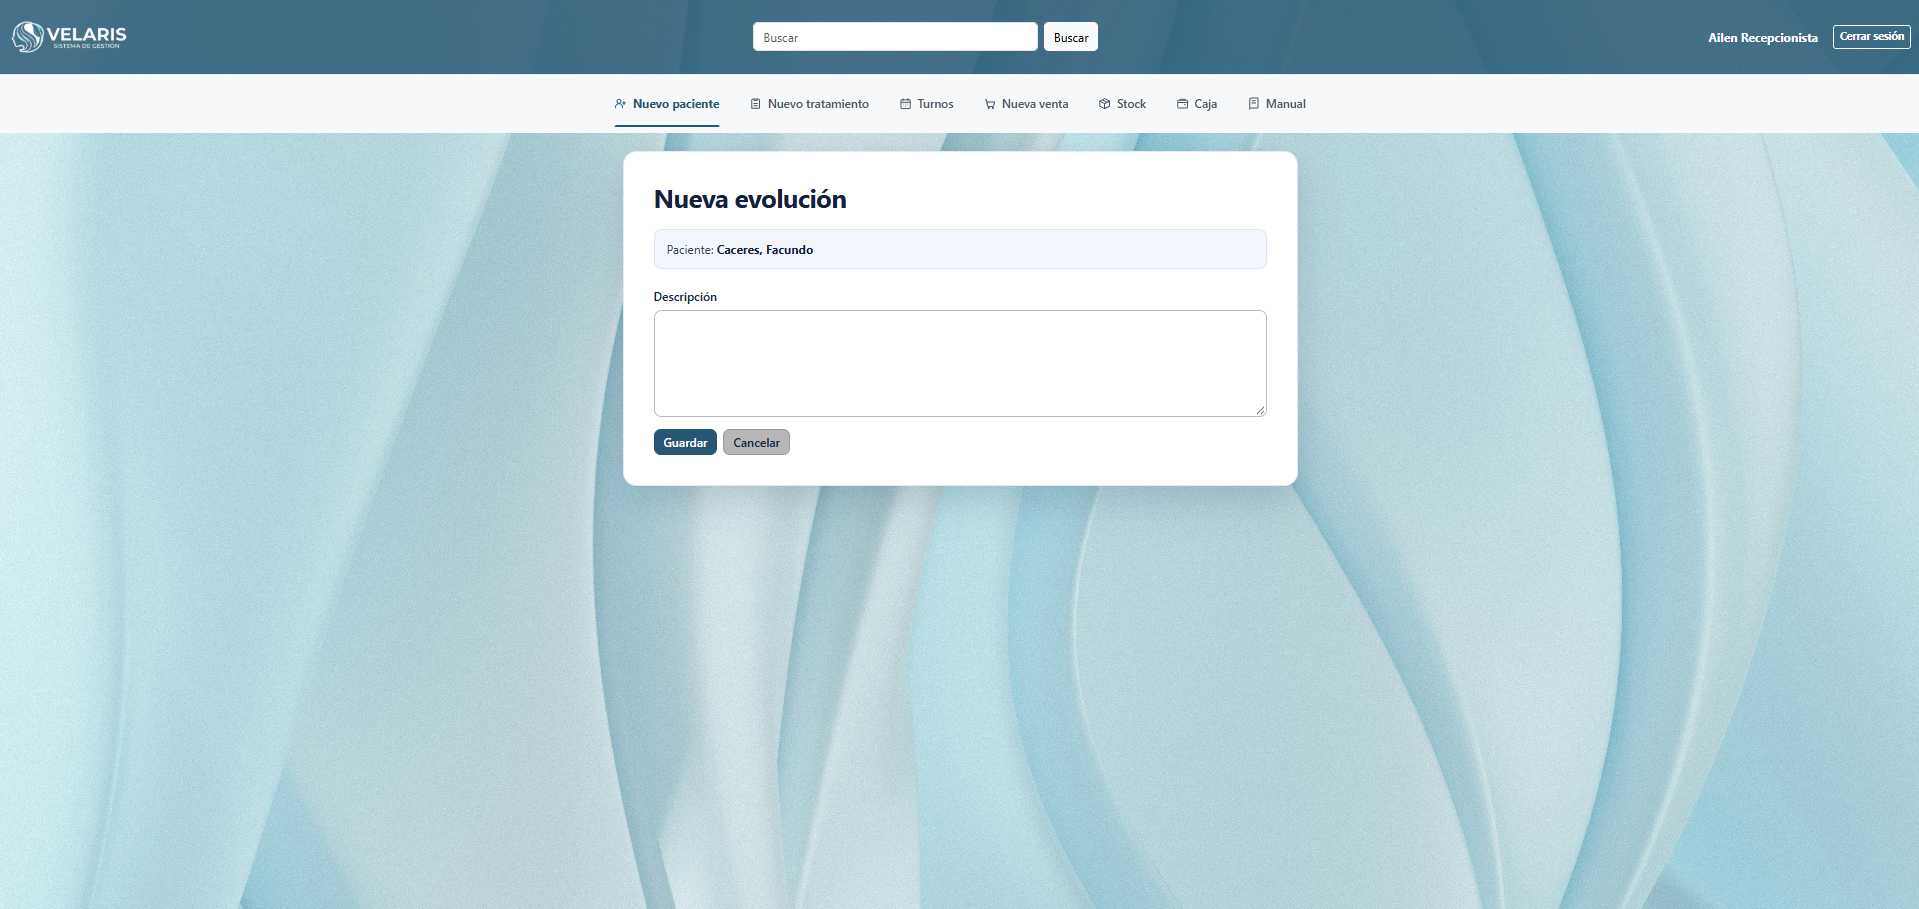 VELARIS
SISTEMA DE GESTIÓN
Buscar
Buscar
Ailen Recepcionista
Cerrar sesión
Nuevo paciente
Nuevo tratamiento
Turnos
Nueva venta
Stock
Caja
Manual
Nueva evolución
Paciente: Caceres, Facundo
Descripción
Guardar
Cancelar